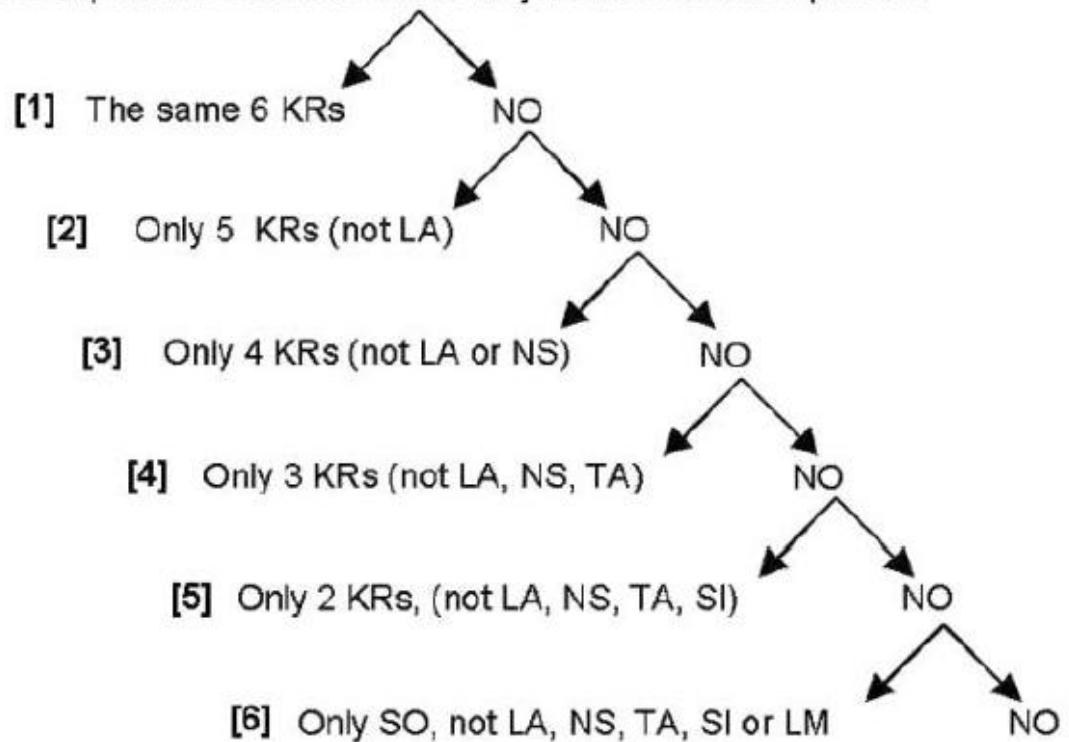 [1] The same 6 KRs NO
[2] Only 5 KRs (not LA) NO
[3] Only 4 KRs (not LA or NS) NO
[4] Only 3 KRs (not LA, NS, TA) NO
[5] Only 2 KRs, (not LA, NS, TA, SI) NO
[6] Only SO, not LA, NS, TA, SI or LM NO